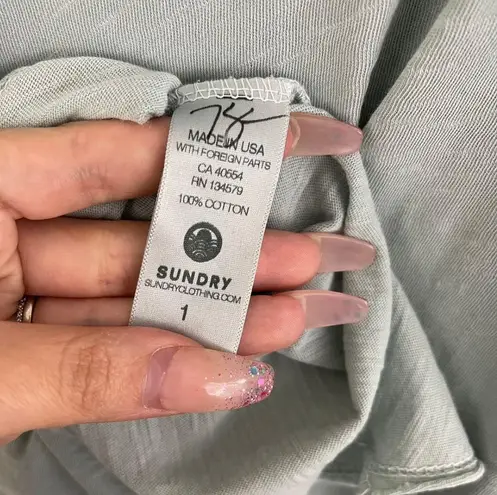 MADE IN USA
WITH FOREIGN PARTS
CA 40554
RN 134579
100% COTTON
SUNDRY
SUNDRYCLOTHING.COM
1